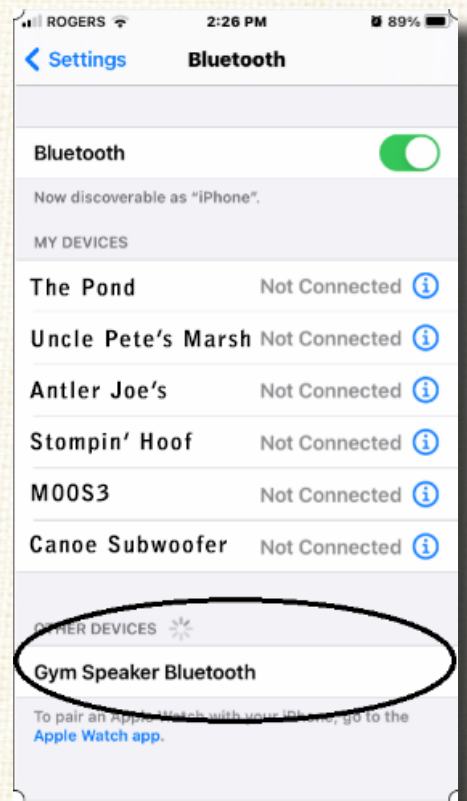 ROGERS 2:26 PM 89%
Settings Bluetooth
Bluetooth
Now discoverable as "iPhone".
MY DEVICES
The Pond Not Connected
Uncle Pete's Marsh Not Connected
Antler Joe's Not Connected
Stompin' Hoof Not Connected
M00S3 Not Connected
Canoe Subwoofer Not Connected
OTHER DEVICES
Gym Speaker Bluetooth
To pair an Apple Watch with your iPhone, go to the
Apple Watch app.